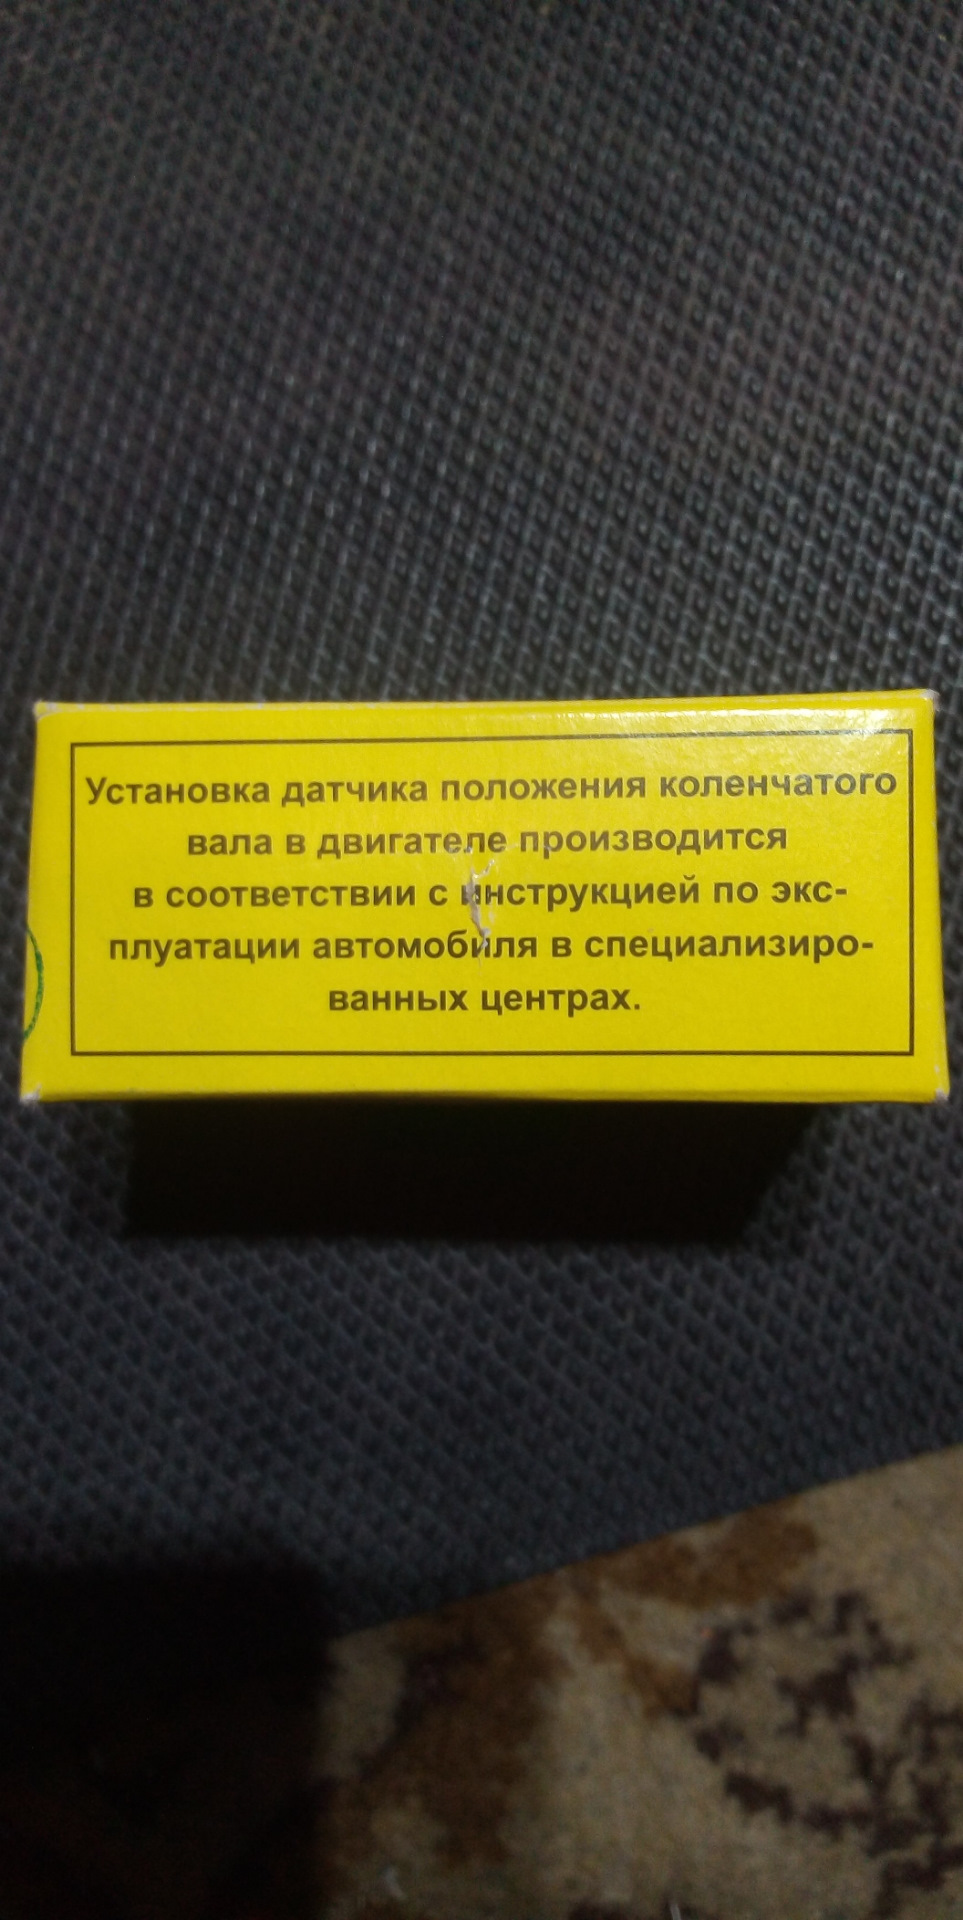 Установка датчика положения коленчатого
вала в двигателе производится
в соответствии с инструкцией по экс-
плуатации автомобиля в специализиро-
ванных центрах.